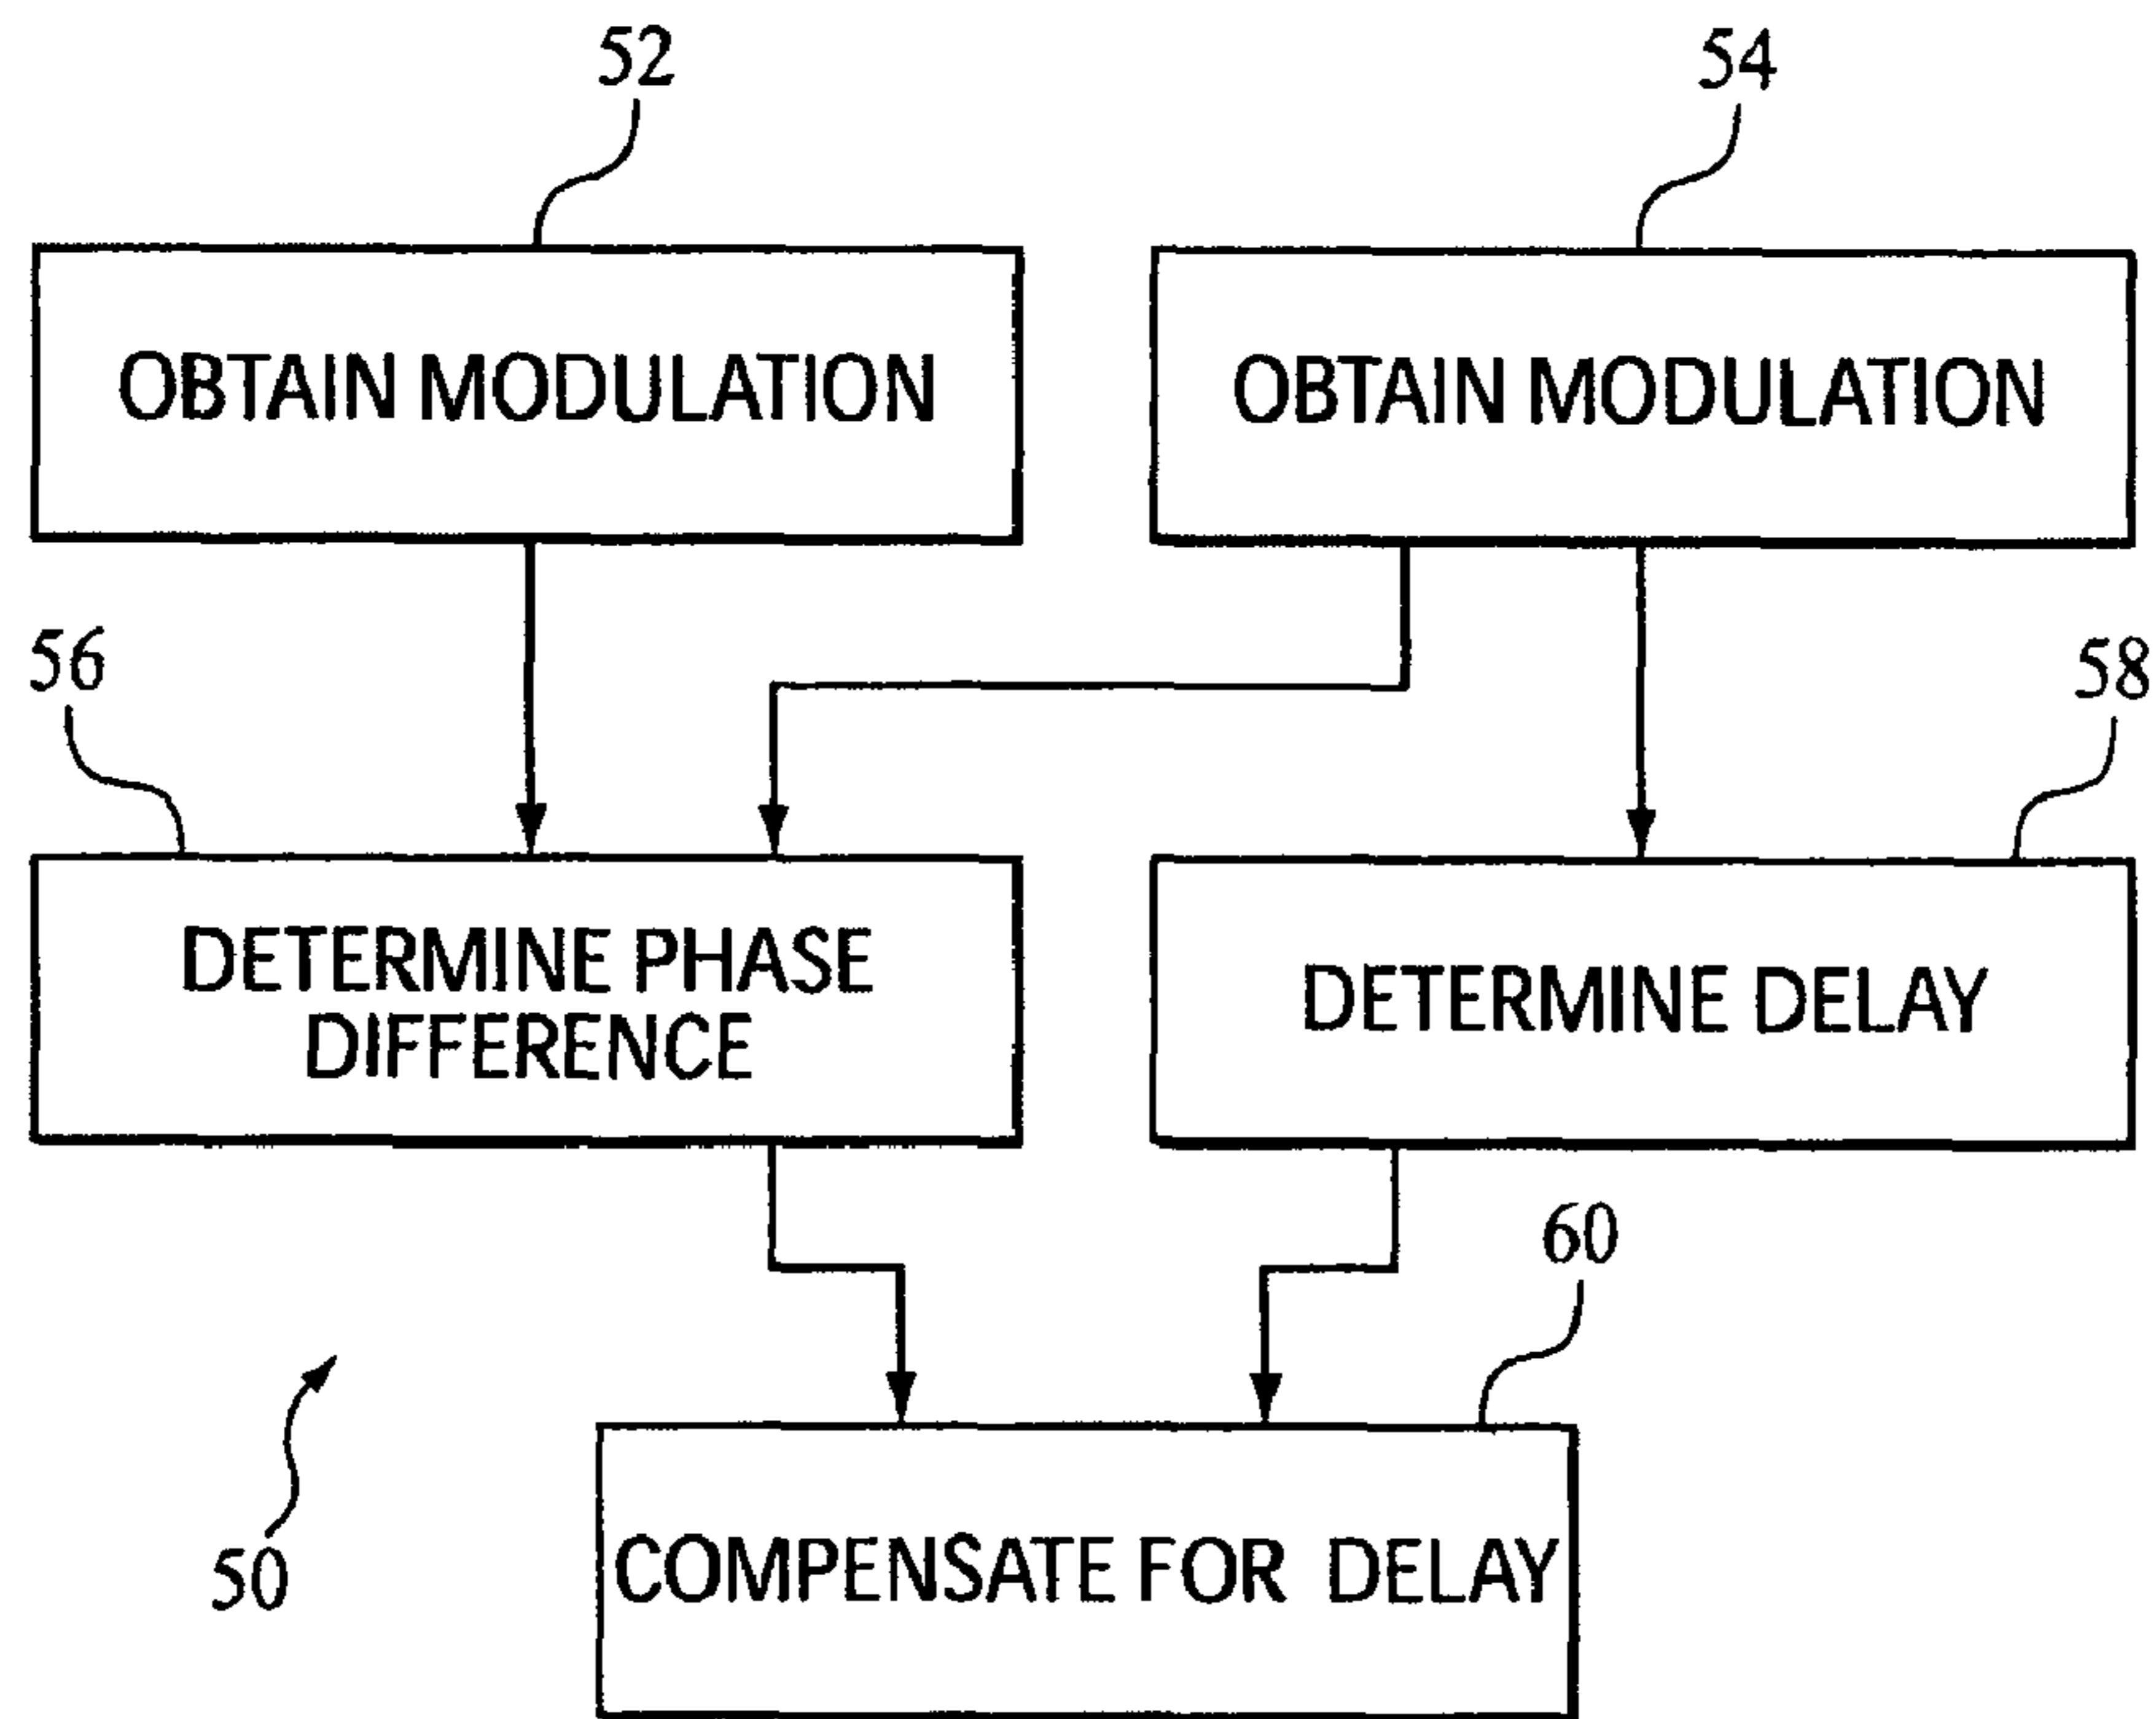 52
54
OBTAIN MODULATION
OBTAIN MODULATION
56
58
DETERMINE PHASE
DIFFERENCE
DETERMINE DELAY
60
50
COMPENSATE FOR DELAY